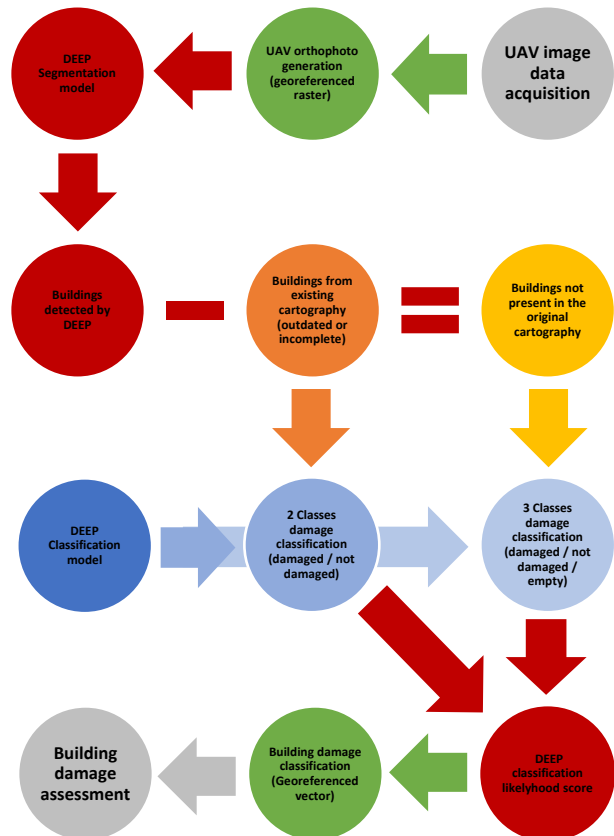 DEEP
Segmentation
model
UAV orthophoto
generation
(georeferenced
raster)
UAV image
data
acquisition
Buildings
detected by
DEEP
Buildings from
existing
cartography
(outdated or
incomplete)
Buildings not
present in the
original
cartography
DEEP
Classification
model
2 Classes
damage
classification
(damaged / not
damaged)
3 Classes
damage
classification
(damaged / not
damaged /
empty)
Building
damage
assessment
Building damage
classification
(Georeferenced
vector)
DEEP
classification
likelyhood score